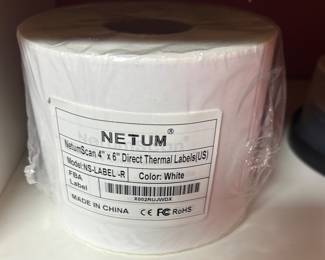 NETUM®
NetumScan 4" x 6" Direct Thermal Labels(US)
Model:NS-LABEL -R
Color: White
FBA
Label
X002RUJWDX
MADE IN CHINA
CE FC RoHS